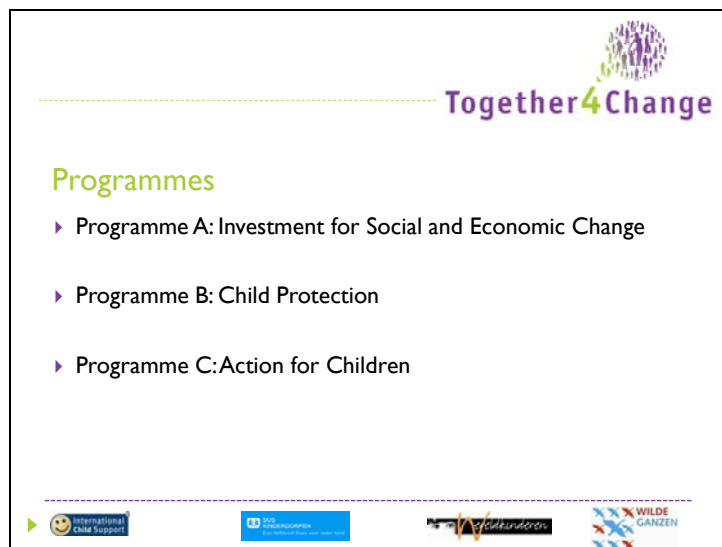 Together4Change
Programmes
Programme A: Investment for Social and Economic Change
Programme B: Child Protection
Programme C: Action for Children
International
Child Support
SOS
KINDERDORPEN
WILDE
GANZEN